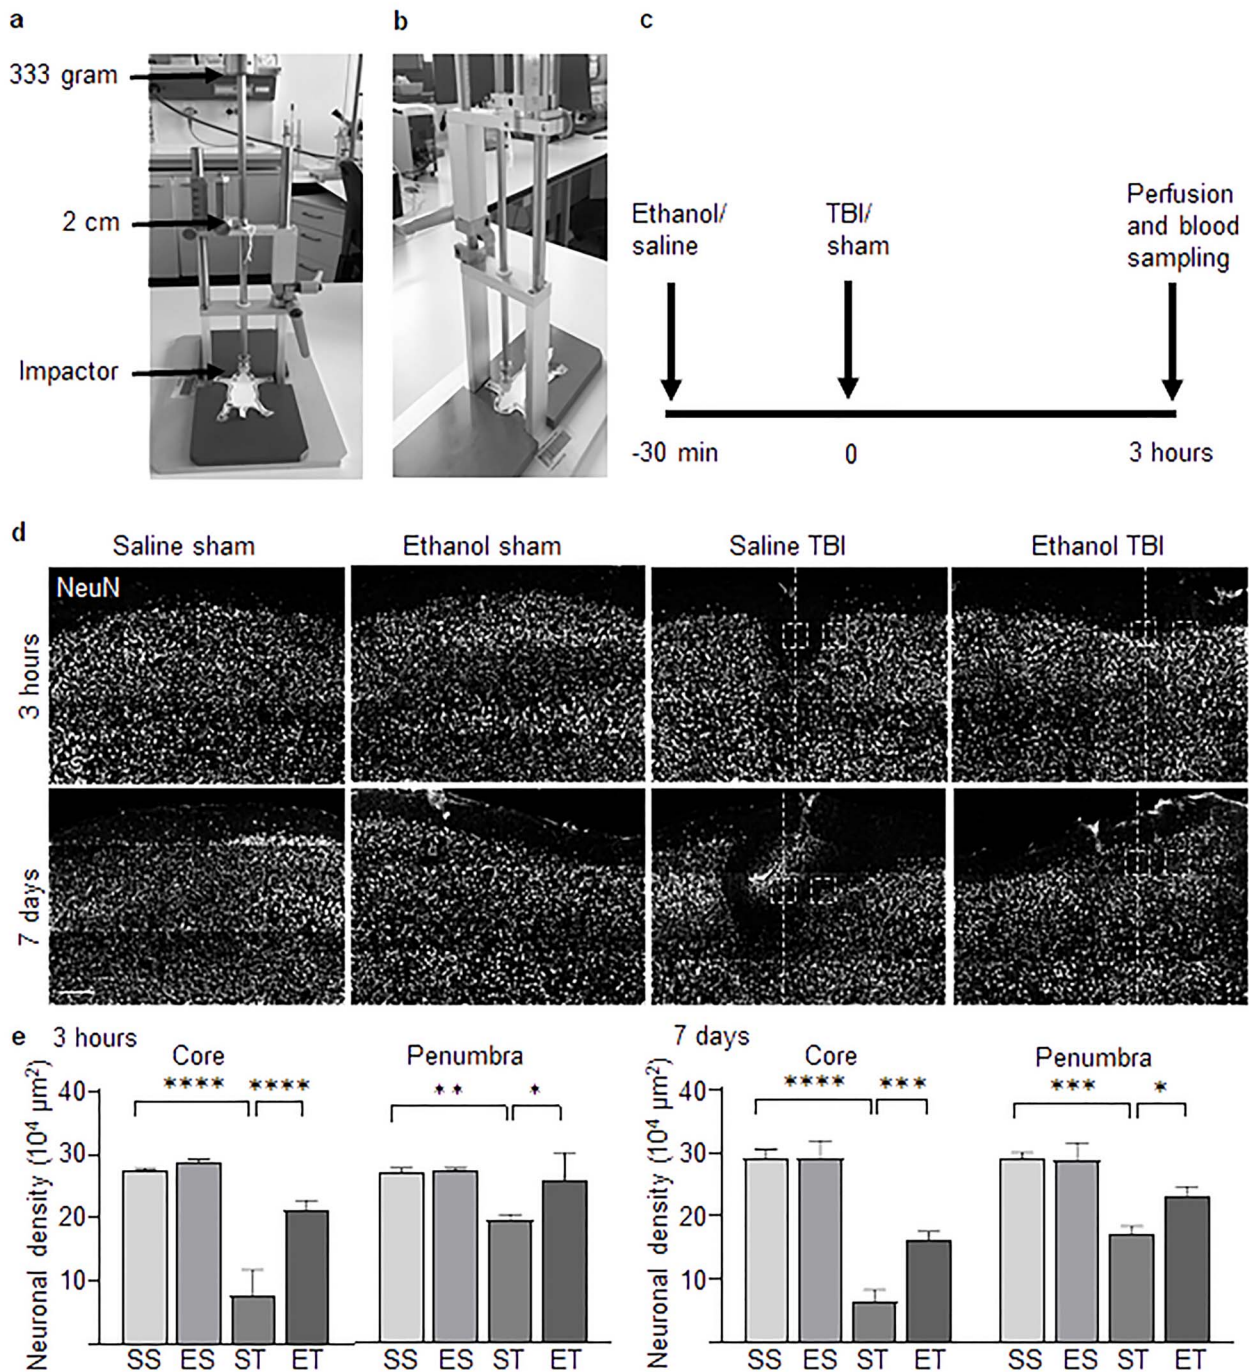 a
b
c
333 gram
2 cm
Impactor
Ethanol/
saline
TBI/
sham
Perfusion
and blood
sampling
-30 min
0
3 hours
d
Saline sham
Ethanol sham
Saline TBI
Ethanol TBI
NeuN
3 hours
7 days
e
3 hours
7 days
Core
Penumbra
Core
Penumbra
**** ****
** *
**** ***
*** *
Neuronal density (10⁴ µm²)
40
30
20
10
SS ES ST ET
SS ES ST ET
Neuronal density (10⁴ µm²)
40
30
20
10
SS ES ST ET
SS ES ST ET